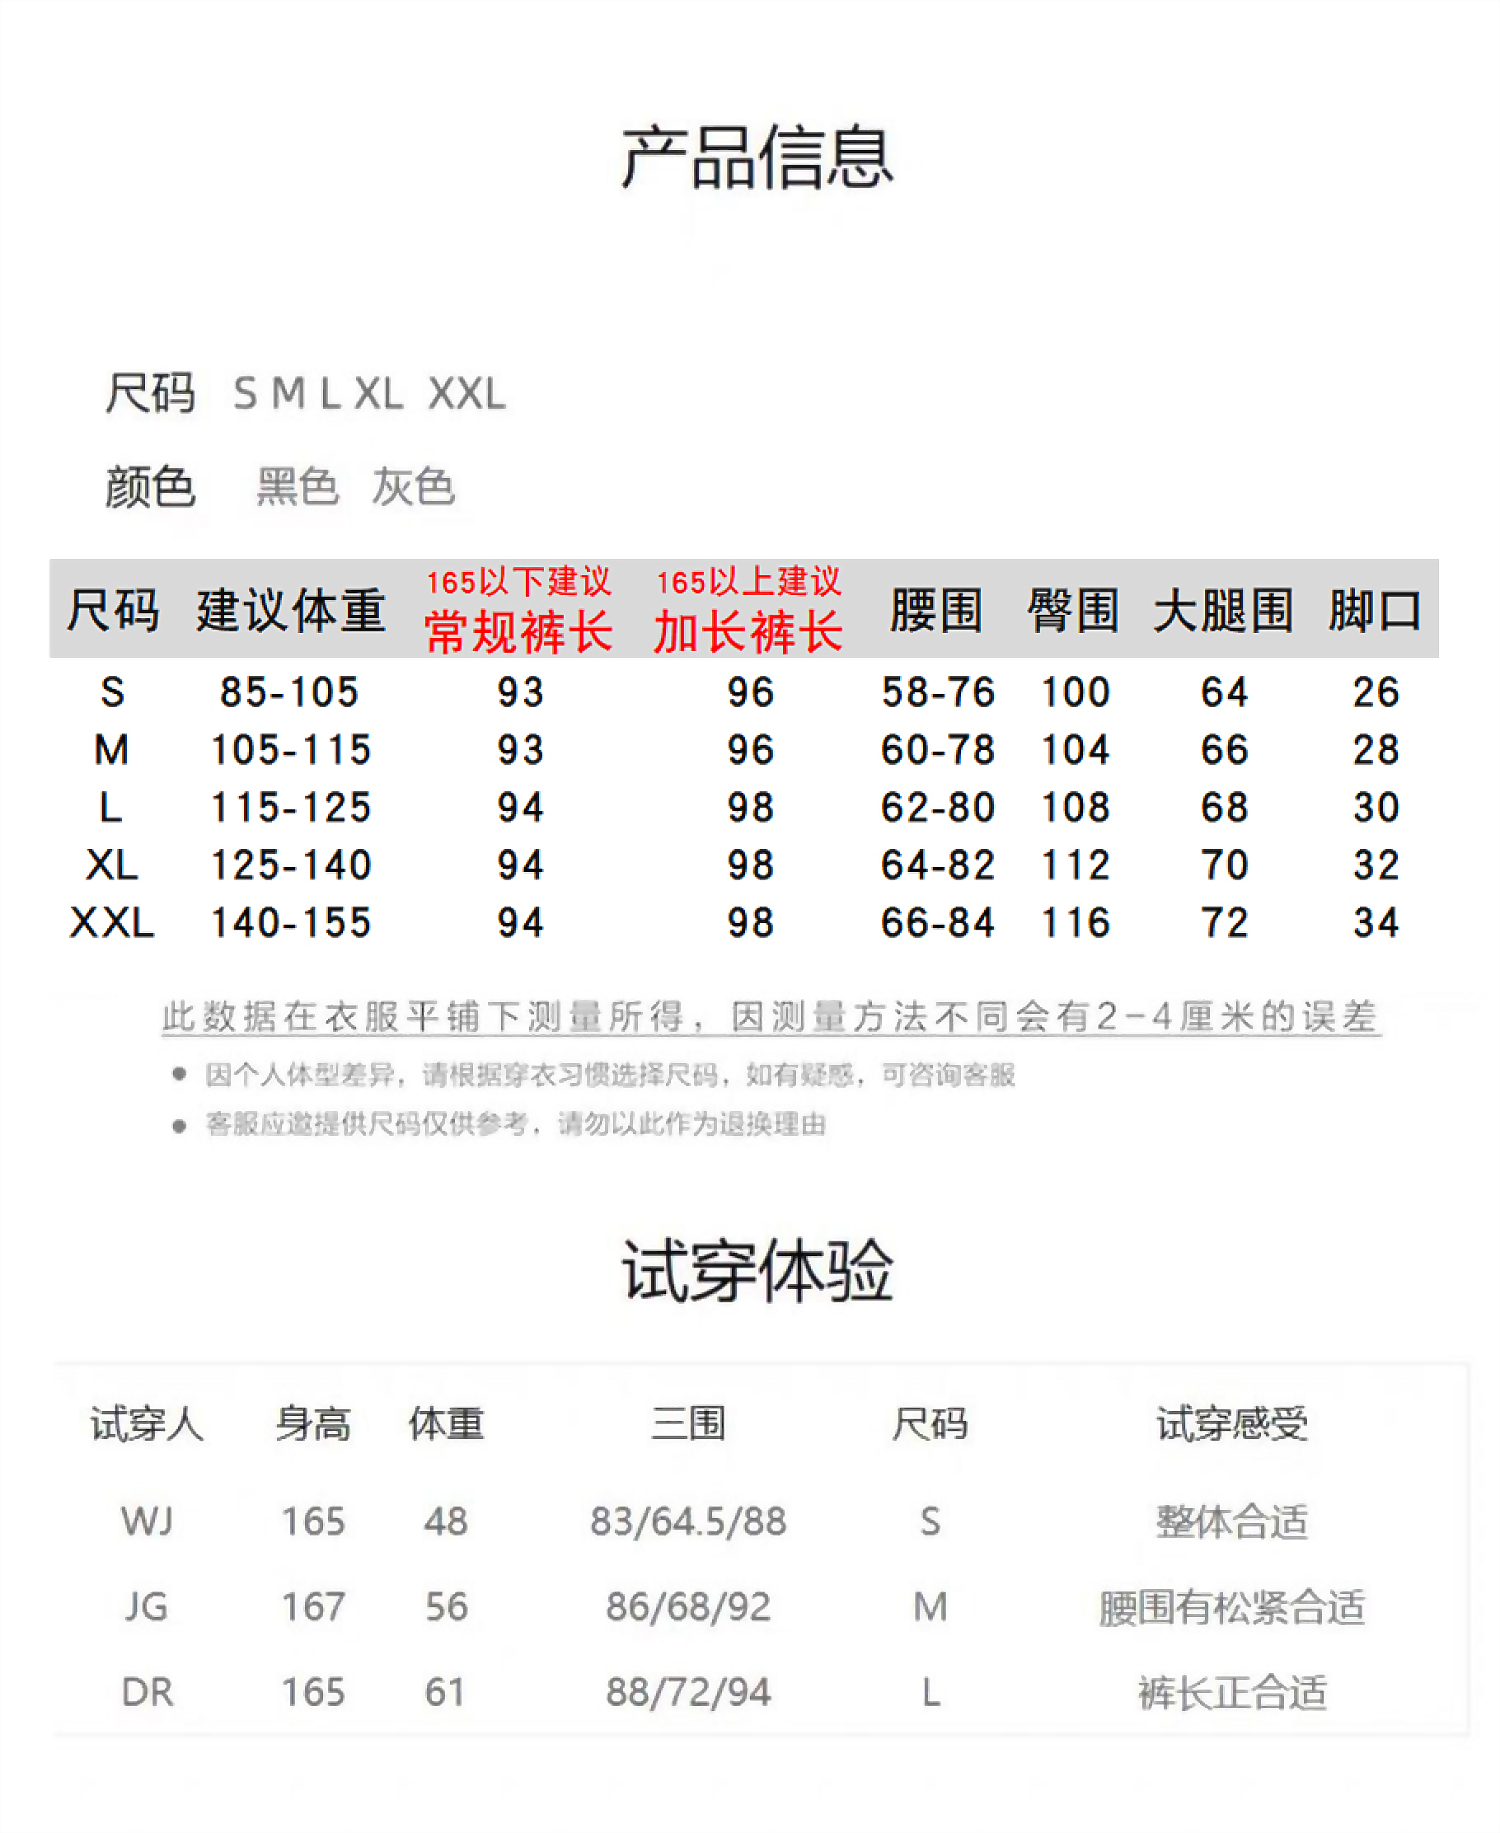 产品信息
尺码 S M L XL XXL
颜色 黑色 灰色
尺码 建议体重 165以下建议 常规裤长 165以上建议 加长裤长 腰围 臀围 大腿围 脚口
S 85-105 93 96 58-76 100 64 26
M 105-115 93 96 60-78 104 66 28
L 115-125 94 98 62-80 108 68 30
XL 125-140 94 98 64-82 112 70 32
XXL 140-155 94 98 66-84 116 72 34
此数据在衣服平铺下测量所得，因测量方法不同会有2-4厘米的误差
● 因个人体型差异，请根据穿衣习惯选择尺码，如有疑惑，可咨询客服
● 客服应邀提供尺码仅供参考，请勿以此作为退换理由
试穿体验
试穿人 身高 体重 三围 尺码 试穿感受
WJ 165 48 83/64.5/88 S 整体合适
JG 167 56 86/68/92 M 腰围有松紧合适
DR 165 61 88/72/94 L 裤长正合适